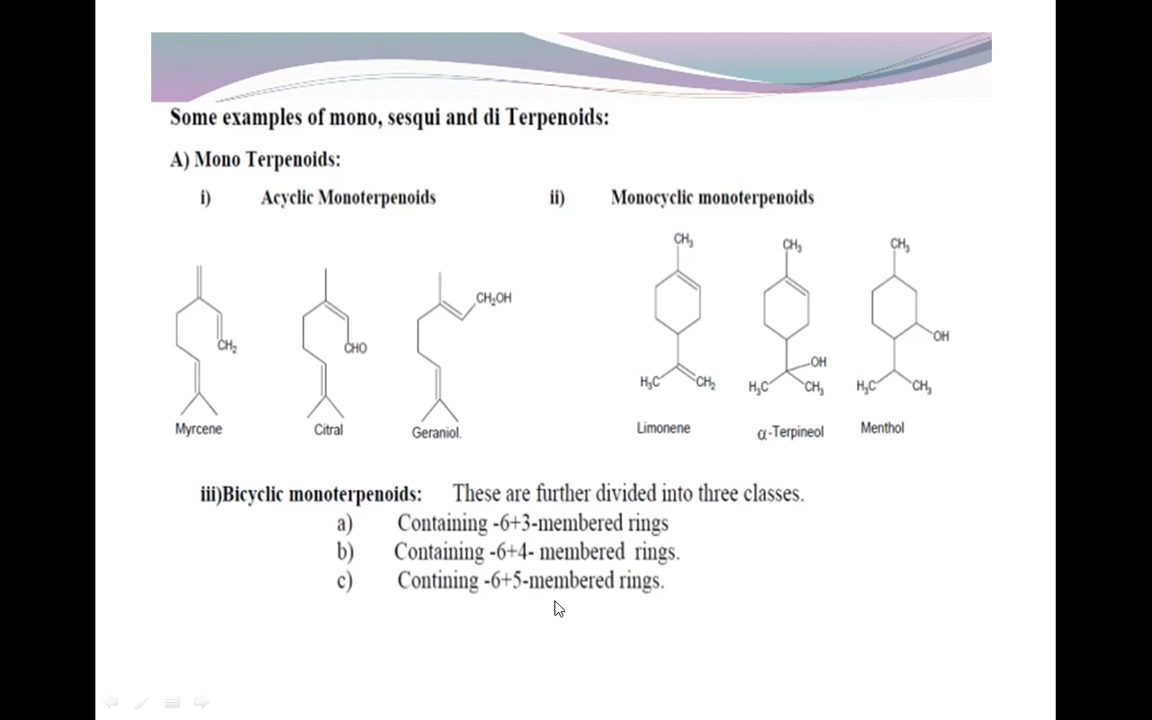 Some examples of mono, sesqui and di Terpenoids:
A) Mono Terpenoids:
i) Acyclic Monoterpenoids ii) Monocyclic monoterpenoids
CH3 CH3 CH3
CH2OH
CH2 CHO OH
OH
H3C CH2 H3C CH3 H3C CH3
Myrcene Citral Geraniol. Limonene α-Terpineol Menthol
iii)Bicyclic monoterpenoids: These are further divided into three classes.
a) Containing -6+3-membered rings
b) Containing -6+4- membered rings.
c) Contining -6+5-membered rings.